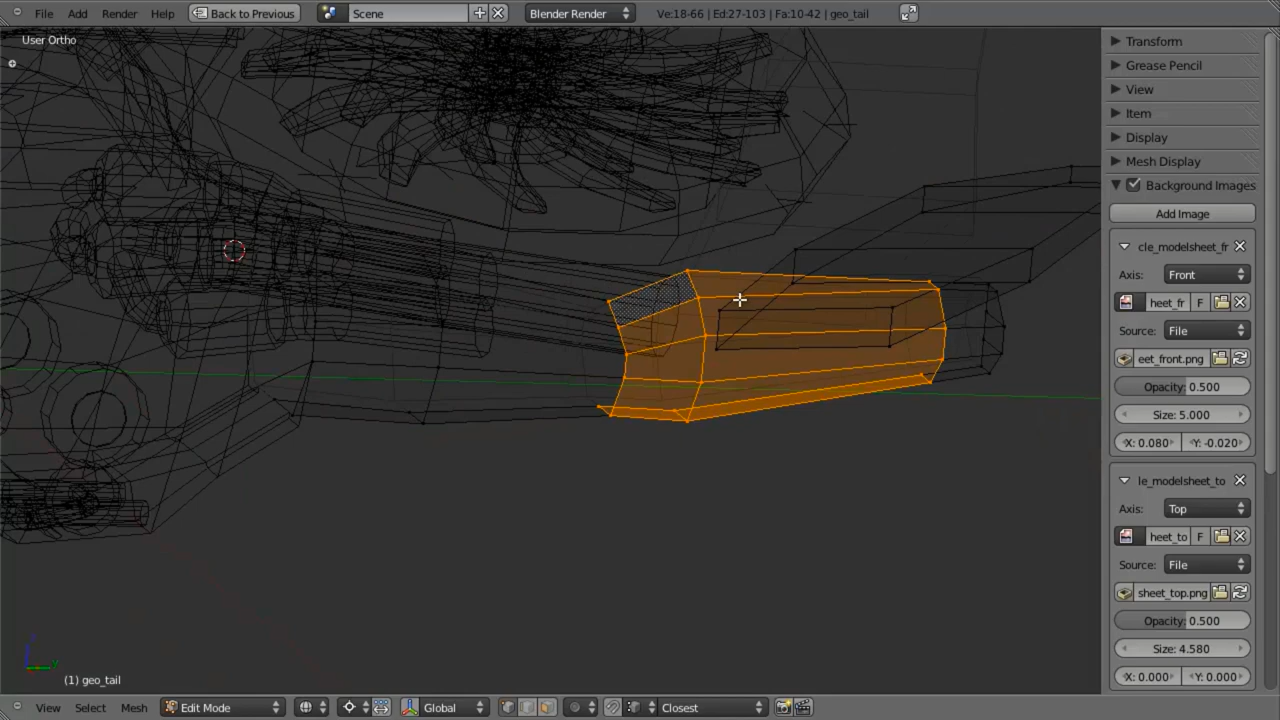 File Add Render Help Back to Previous Scene Blender Render Ve:18-66 | Ed:27-103 | Fa:10-42 | geo_tail
User Ortho
Transform
Grease Pencil
View
Item
Display
Mesh Display
Background Images
Add Image
cle_modelsheet_fr
Axis: Front
heet_fr F
Source: File
eet_front.png
Opacity: 0.500
Size: 5.000
X: 0.080 Y: -0.020
le_modelsheet_to
Axis: Top
heet_to F
Source: File
sheet_top.png
Opacity: 0.500
Size: 4.580
X: 0.000 Y: 0.000
(1) geo_tail
View Select Mesh Edit Mode Global Closest